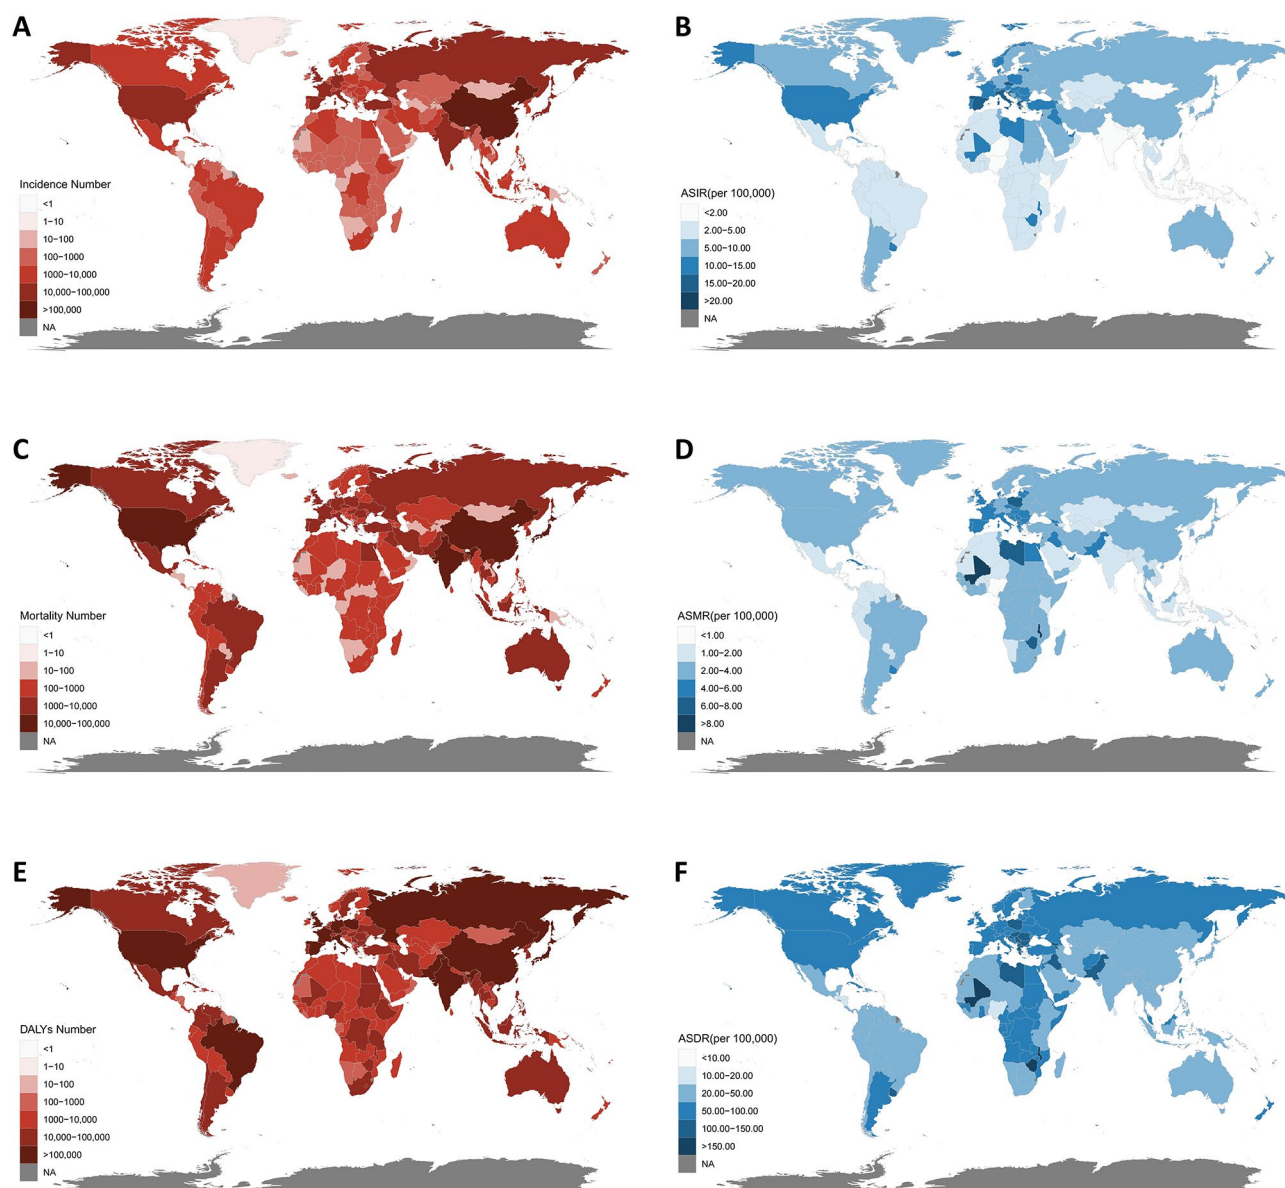 A
Incidence Number
<1
1−10
10−100
100−1000
1000−10,000
10,000−100,000
>100,000
NA
B
ASIR(per 100,000)
<2.00
2.00−5.00
5.00−10.00
10.00−15.00
15.00−20.00
>20.00
NA
C
Mortality Number
<1
1−10
10−100
100−1000
1000−10,000
10,000−100,000
NA
D
ASMR(per 100,000)
<1.00
1.00−2.00
2.00−4.00
4.00−6.00
6.00−8.00
>8.00
NA
E
DALYs Number
<1
1−10
10−100
100−1000
1000−10,000
10,000−100,000
>100,000
NA
F
ASDR(per 100,000)
<10.00
10.00−20.00
20.00−50.00
50.00−100.00
100.00−150.00
>150.00
NA